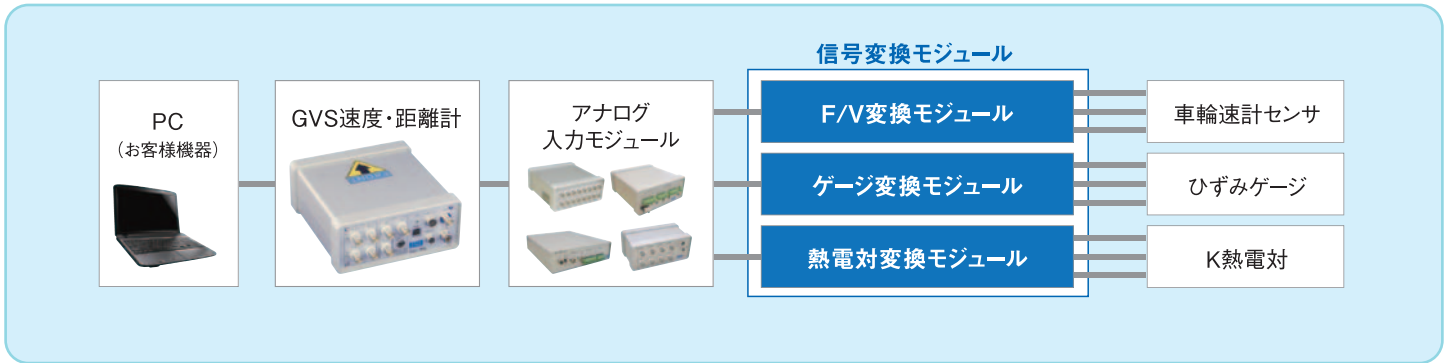 信号変換モジュール
PC
（お客様機器）
GVS速度・距離計
アナログ
入力モジュール
F/V変換モジュール
ゲージ変換モジュール
熱電対変換モジュール
車輪速計センサ
ひずみゲージ
K熱電対